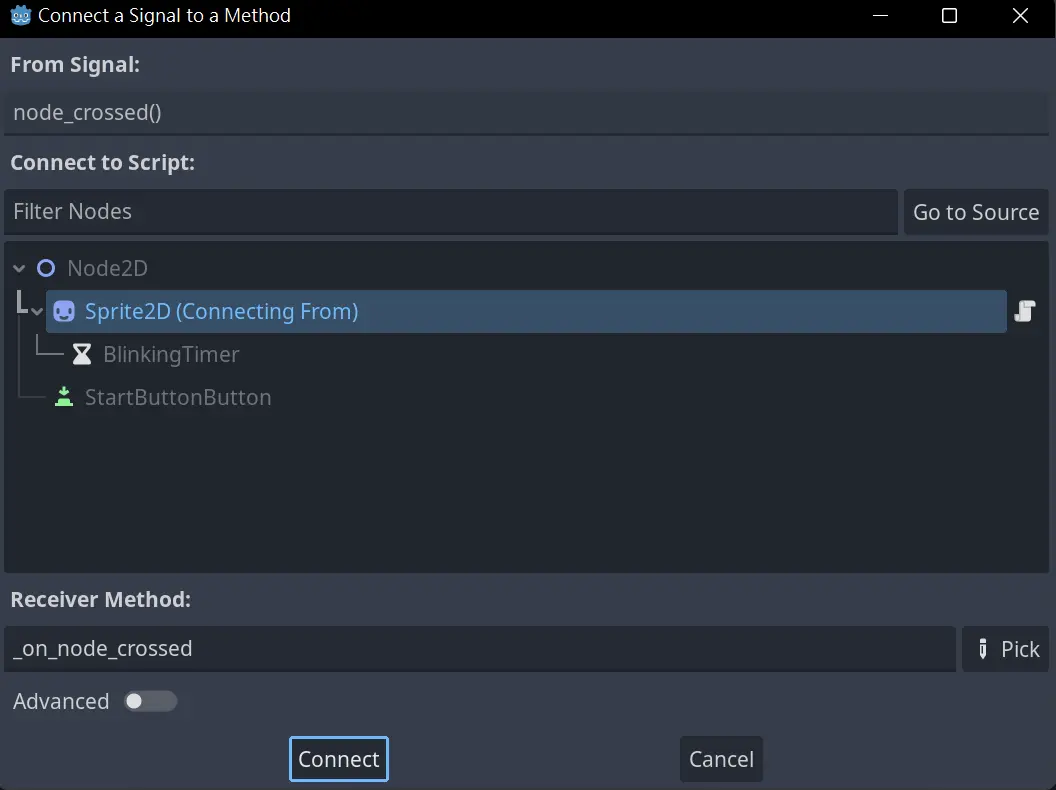 Connect a Signal to a Method
From Signal:
node_crossed()
Connect to Script:
Filter Nodes
Go to Source
Node2D
Sprite2D (Connecting From)
BlinkingTimer
StartButtonButton
Receiver Method:
_on_node_crossed
Pick
Advanced
Connect
Cancel